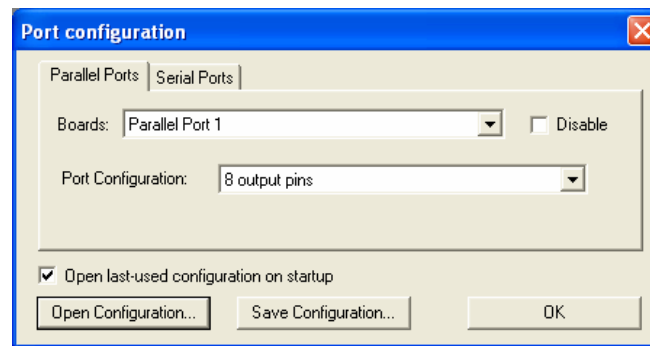 Port configuration
Parallel Ports Serial Ports
Boards: Parallel Port 1 Disable
Port Configuration: 8 output pins
Open last-used configuration on startup
Open Configuration... Save Configuration... OK